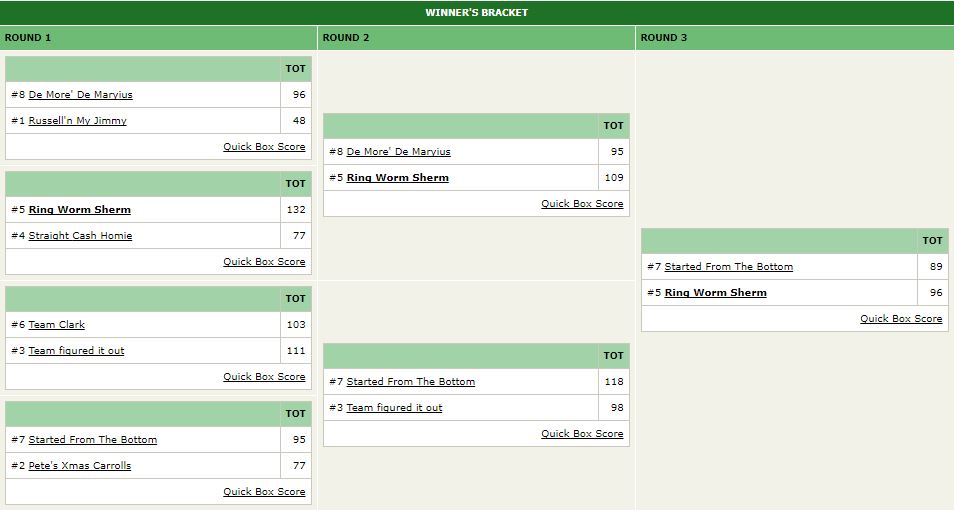 WINNER'S BRACKET
ROUND 1
TOT
#8 De More' De Maryius 96
#1 Russell'n My Jimmy 48
Quick Box Score
TOT
#5 Ring Worm Sherm 132
#4 Straight Cash Homie 77
Quick Box Score
TOT
#6 Team Clark 103
#3 Team figured it out 111
Quick Box Score
TOT
#7 Started From The Bottom 95
#2 Pete's Xmas Carrolls 77
Quick Box Score
ROUND 2
TOT
#8 De More' De Maryius 95
#5 Ring Worm Sherm 109
Quick Box Score
TOT
#7 Started From The Bottom 118
#3 Team figured it out 98
Quick Box Score
ROUND 3
TOT
#7 Started From The Bottom 89
#5 Ring Worm Sherm 96
Quick Box Score